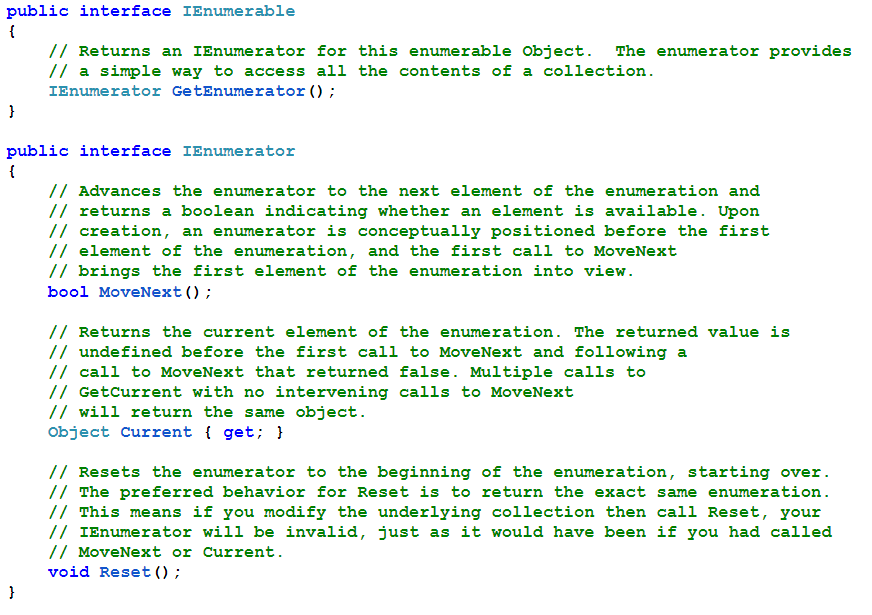 public interface IEnumerable
{
    // Returns an IEnumerator for this enumerable Object.  The enumerator provides
    // a simple way to access all the contents of a collection.
    IEnumerator GetEnumerator();
}

public interface IEnumerator
{
    // Advances the enumerator to the next element of the enumeration and
    // returns a boolean indicating whether an element is available. Upon
    // creation, an enumerator is conceptually positioned before the first
    // element of the enumeration, and the first call to MoveNext
    // brings the first element of the enumeration into view.
    bool MoveNext();

    // Returns the current element of the enumeration. The returned value is
    // undefined before the first call to MoveNext and following a
    // call to MoveNext that returned false. Multiple calls to
    // GetCurrent with no intervening calls to MoveNext
    // will return the same object.
    Object Current { get; }

    // Resets the enumerator to the beginning of the enumeration, starting over.
    // The preferred behavior for Reset is to return the exact same enumeration.
    // This means if you modify the underlying collection then call Reset, your
    // IEnumerator will be invalid, just as it would have been if you had called
    // MoveNext or Current.
    void Reset();
}